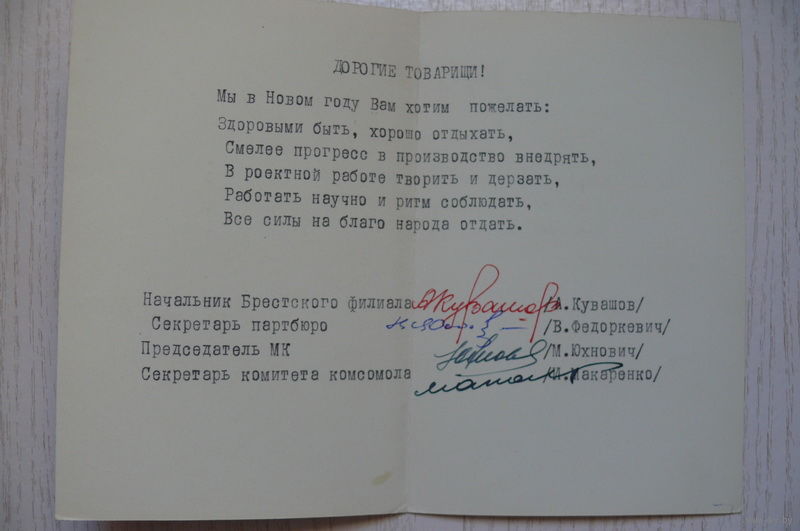 ДОРОГИЕ ТОВАРИЩИ!
Мы в Новом году Вам хотим пожелать:
Здоровыми быть, хорошо отдыхать,
Смелее прогресс в производство внедрять,
В роектной работе творить и дерзать,
Работать научно и ритм соблюдать,
Все силы на благо народа отдать.
Начальник Брестского филиала /А.Кувашов/
Секретарь партбюро /В.Федоркевич/
Председатель МК /М.Юхнович/
Секретарь комитета комсомола Макаренко/